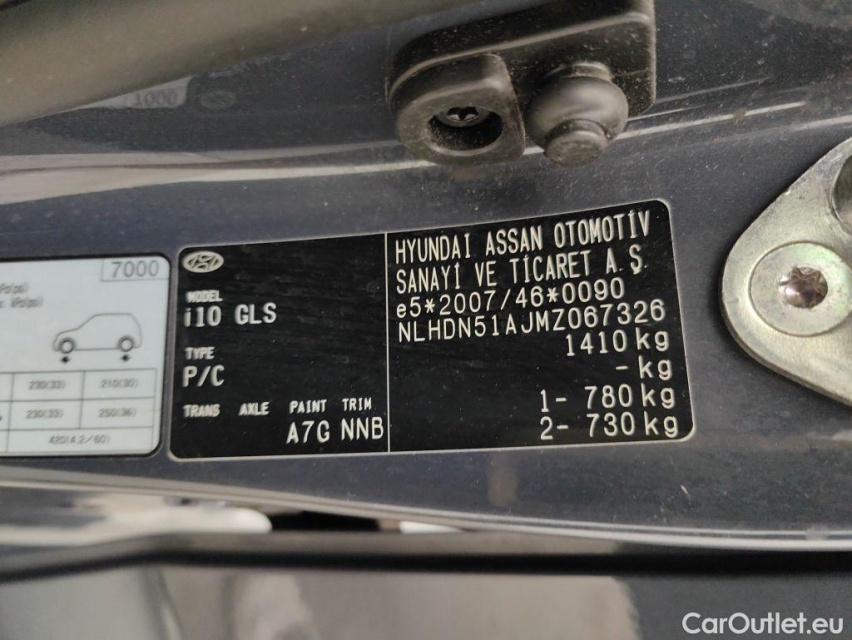 1000
7000
230(33) 210(30)
230(33) 250(36)
420(4.2/60)
MODEL
i10 GLS
TYPE
P/C
TRANS AXLE PAINT TRIM
A7G NNB
HYUNDAI ASSAN OTOMOTİV
SANAYİ VE TİCARET A.Ş.
e5*2007/46*0090
NLHDN51AJMZ067326
1410 kg
- kg
1- 780 kg
2- 730 kg
CarOutlet.eu